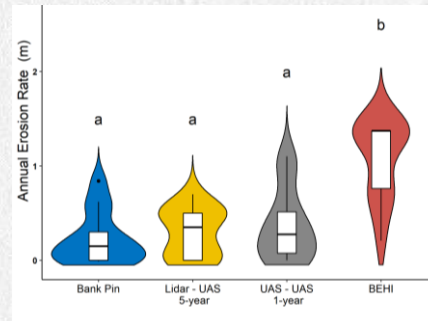 b
2
a
a
a
Annual Erosion Rate (m)
1
0
Bank Pin
Lidar - UAS
5-year
UAS - UAS
1-year
BEHI